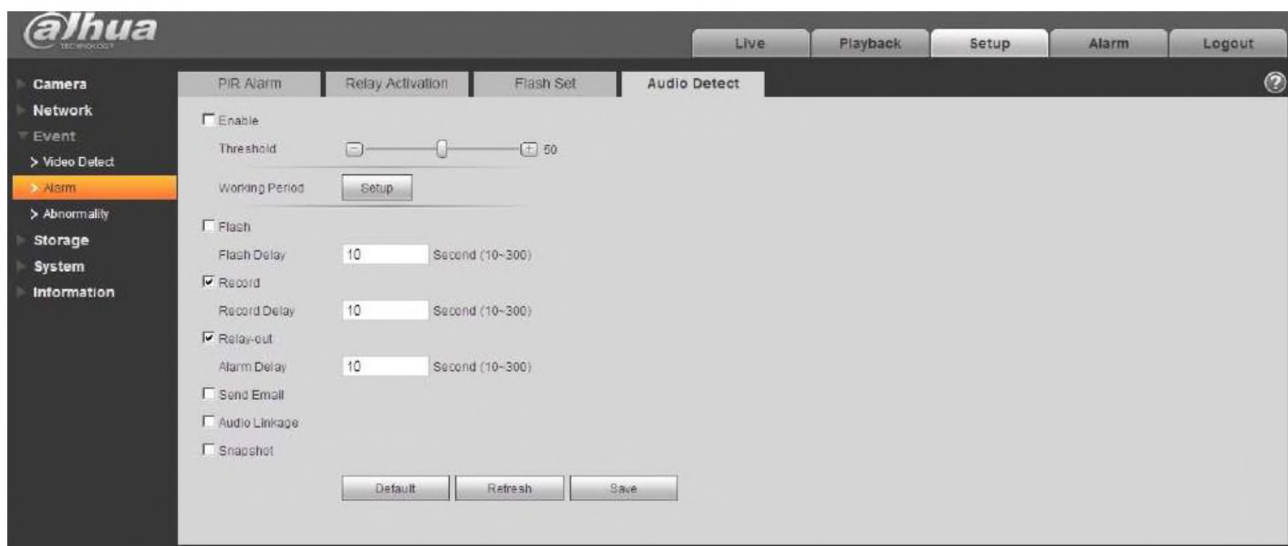 alhua
TECHNOLOGY
Live Playback Setup Alarm Logout
Camera
Network
Event
Video Detect
Alarm
Abnormality
Storage
System
Information
PIR Alarm Relay Activation Flash Set Audio Detect
?
Enable
Threshold 50
Working Period Setup
Flash
Flash Delay 10 Second (10~300)
Record
Record Delay 10 Second (10~300)
Relay-out
Alarm Delay 10 Second (10~300)
Send Email
Audio Linkage
Snapshot
Default Refresh Save